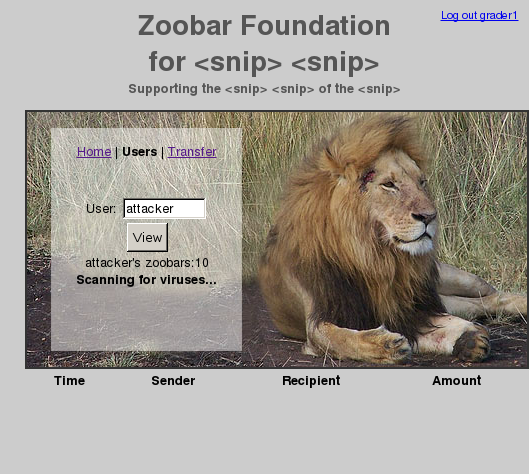 Log out grader1
Zoobar Foundation
for <snip> <snip>
Supporting the <snip> <snip> of the <snip>
Home | Users | Transfer
User: attacker
View
attacker's zoobars:10
Scanning for viruses...
Time Sender Recipient Amount